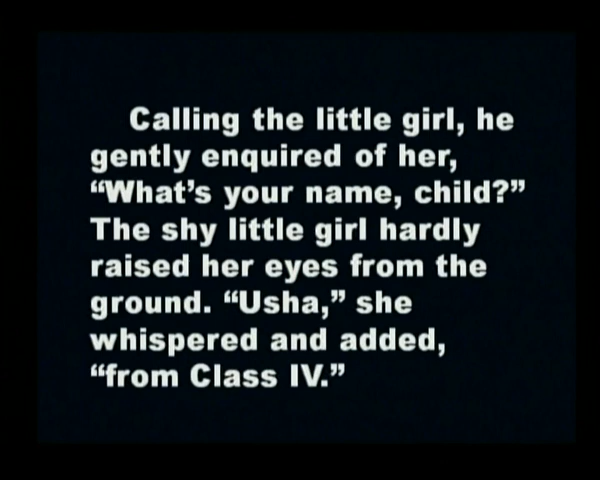 Calling the little girl, he
gently enquired of her,
“What’s your name, child?”
The shy little girl hardly
raised her eyes from the
ground. “Usha,” she
whispered and added,
“from Class IV.”